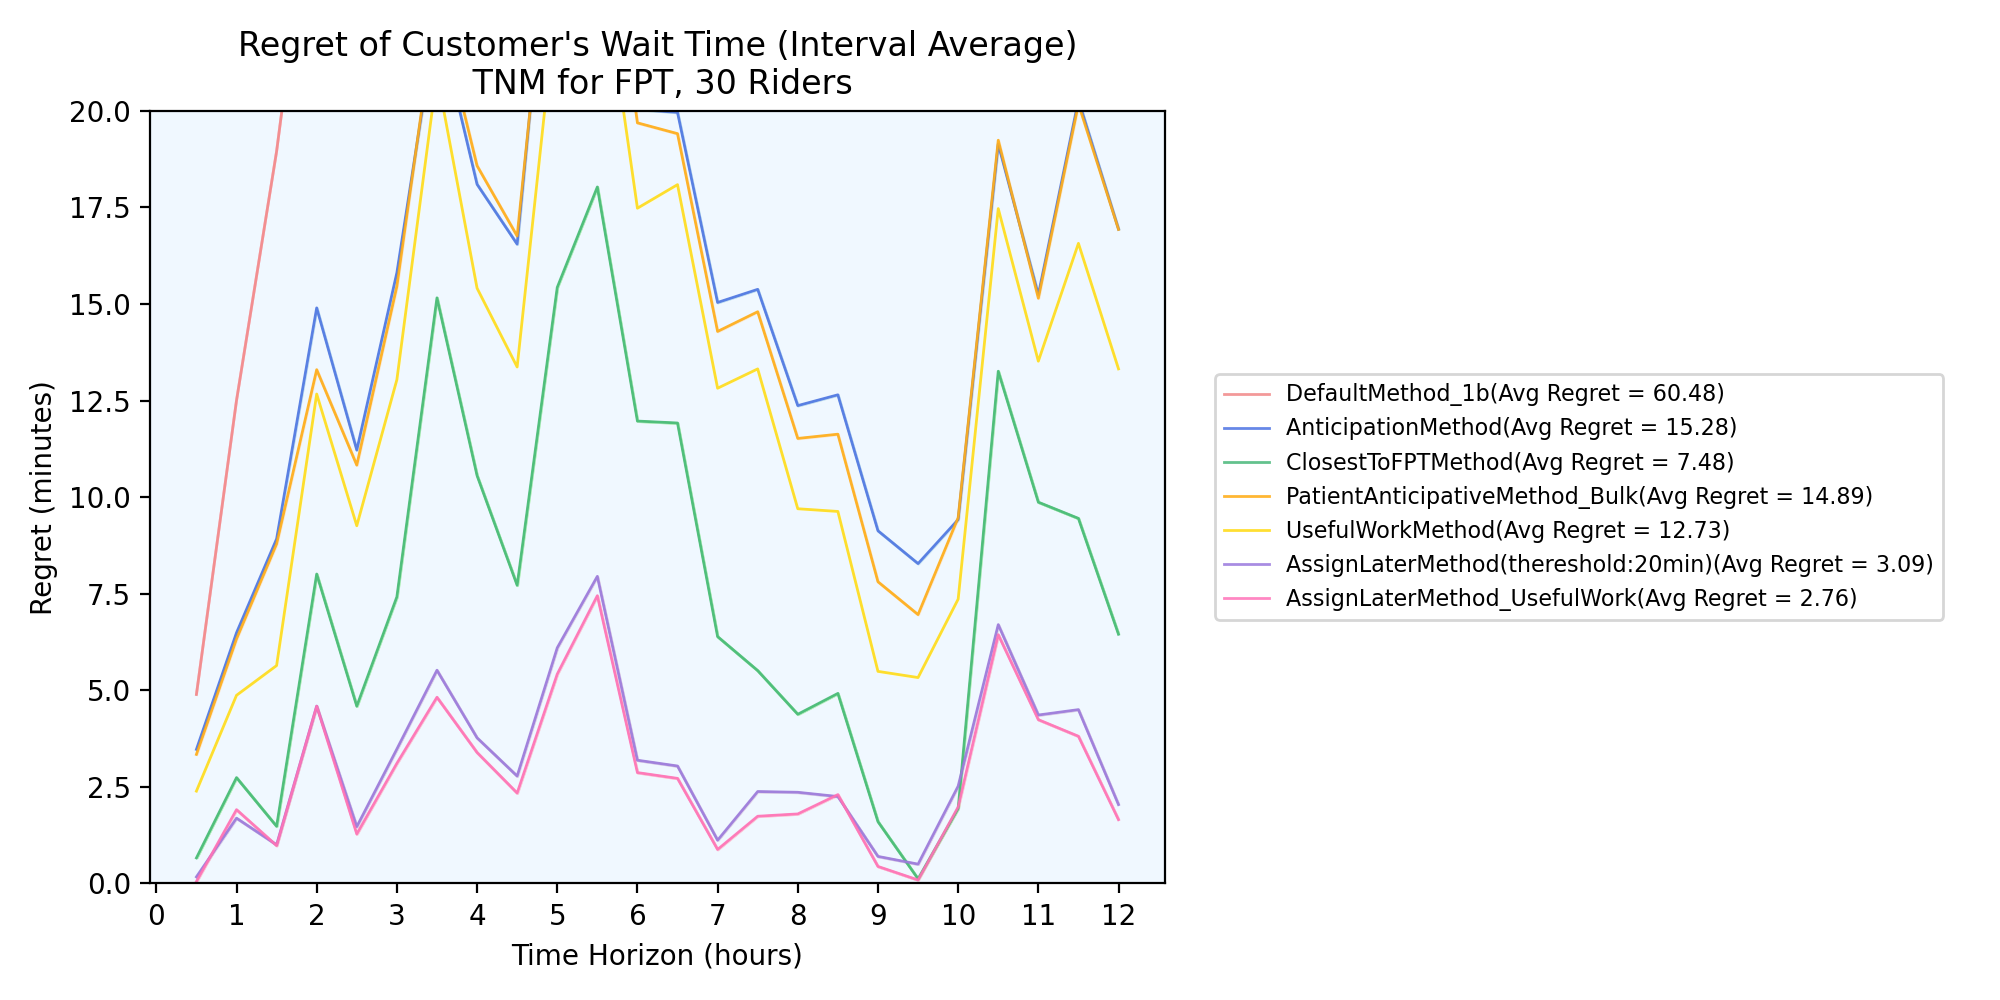 Regret of Customer's Wait Time (Interval Average)
TNM for FPT, 30 Riders
20.0
17.5
15.0
12.5
10.0
7.5
5.0
2.5
0.0
Regret (minutes)
0 1 2 3 4 5 6 7 8 9 10 11 12
Time Horizon (hours)
DefaultMethod_1b(Avg Regret = 60.48)
AnticipationMethod(Avg Regret = 15.28)
ClosestToFPTMethod(Avg Regret = 7.48)
PatientAnticipativeMethod_Bulk(Avg Regret = 14.89)
UsefulWorkMethod(Avg Regret = 12.73)
AssignLaterMethod(thereshold:20min)(Avg Regret = 3.09)
AssignLaterMethod_UsefulWork(Avg Regret = 2.76)